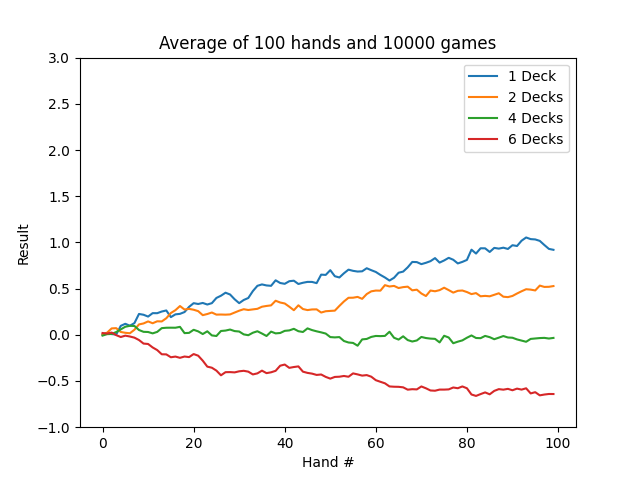 Average of 100 hands and 10000 games
3.0
2.5
2.0
1.5
1.0
0.5
0.0
−0.5
−1.0
Result
1 Deck
2 Decks
4 Decks
6 Decks
0 20 40 60 80 100
Hand #